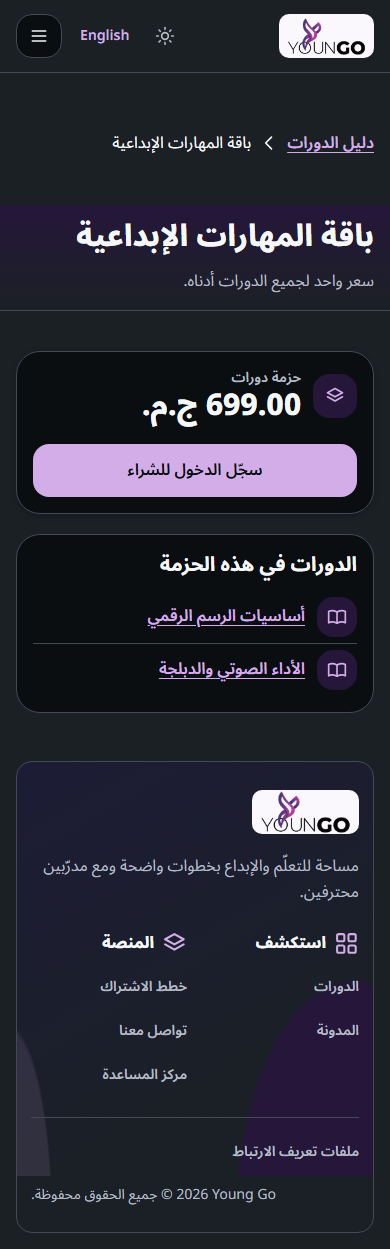 YOUNGO
English
دليل الدورات
باقة المهارات الإبداعية
باقة المهارات الإبداعية
سعر واحد لجميع الدورات أدناه.
حزمة دورات
699.00 ج.م.
سجّل الدخول للشراء
الدورات في هذه الحزمة
أساسيات الرسم الرقمي
الأداء الصوتي والدبلجة
YOUNGO
مساحة للتعلّم والإبداع بخطوات واضحة ومع مدرّبين
محترفين.
استكشف
الدورات
المدونة
المنصة
خطط الاشتراك
تواصل معنا
مركز المساعدة
ملفات تعريف الارتباط
Young Go 2026 © جميع الحقوق محفوظة.